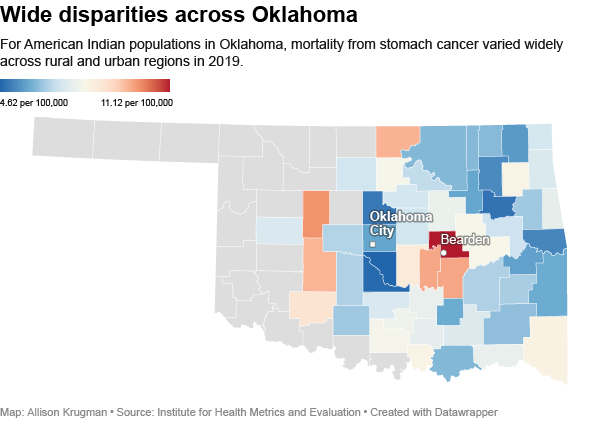 Wide disparities across Oklahoma
For American Indian populations in Oklahoma, mortality from stomach cancer varied widely
across rural and urban regions in 2019.
4.62 per 100,000 11.12 per 100,000
Oklahoma
City
Bearden
Map: Allison Krugman • Source: Institute for Health Metrics and Evaluation • Created with Datawrapper